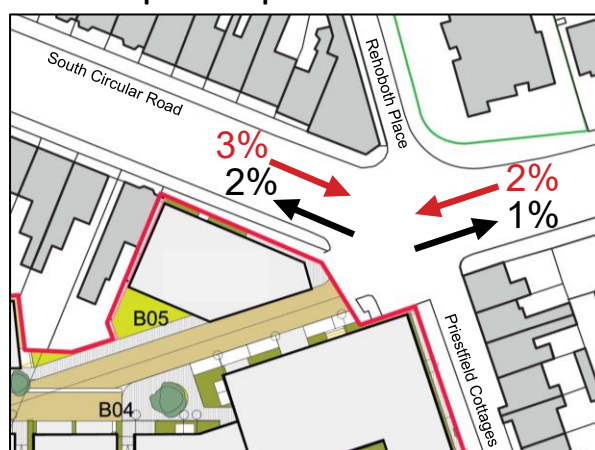 South Circular Road
Rehoboth Place
3%
2%
2%
1%
B05
B04
Priestfield Cottages